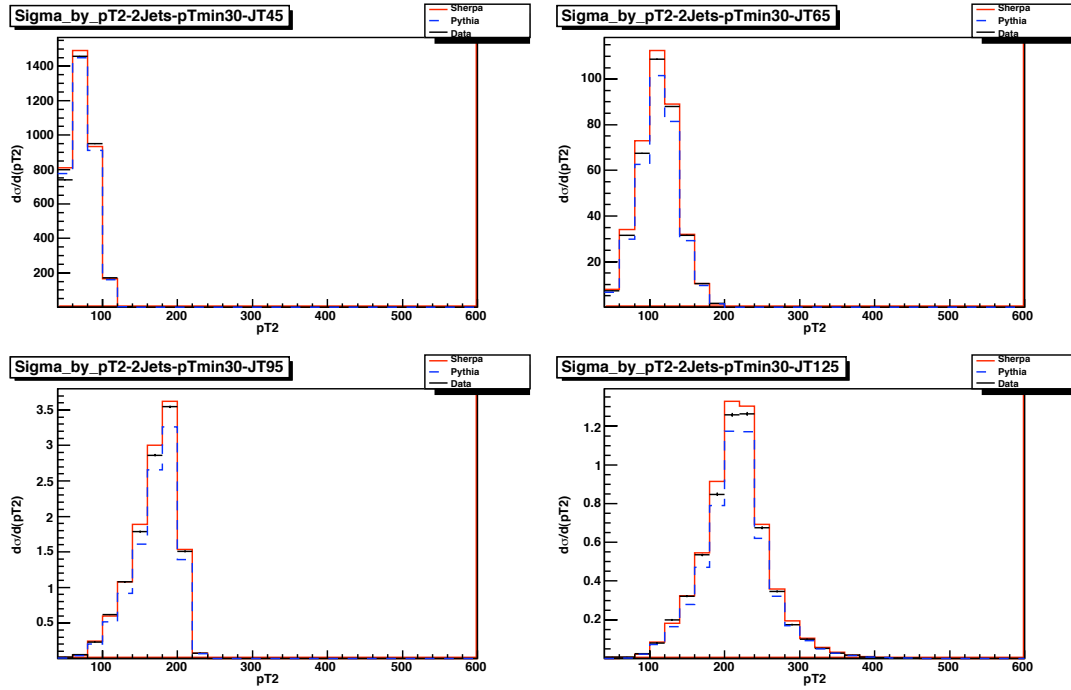 Sigma_by_pT2-2Jets-pTmin30-JT45
Sherpa
Pythia
Data
dσ/d(pT2)
1400
1200
1000
800
600
400
200
100 200 300 400 500 600
pT2
Sigma_by_pT2-2Jets-pTmin30-JT65
Sherpa
Pythia
Data
dσ/d(pT2)
100
80
60
40
20
100 200 300 400 500 600
pT2
Sigma_by_pT2-2Jets-pTmin30-JT95
Sherpa
Pythia
Data
dσ/d(pT2)
3.5
3
2.5
2
1.5
1
0.5
100 200 300 400 500 600
pT2
Sigma_by_pT2-2Jets-pTmin30-JT125
Sherpa
Pythia
Data
dσ/d(pT2)
1.2
1
0.8
0.6
0.4
0.2
100 200 300 400 500 600
pT2